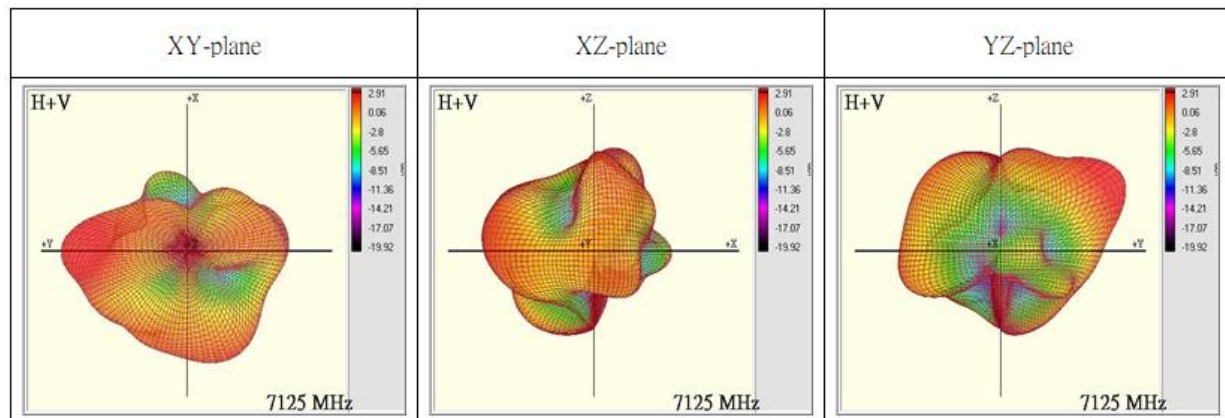 XY-plane
XZ-plane
YZ-plane
H+V
+X
+Y
2.91
0.06
-2.8
-5.65
-8.51
-11.36
-14.21
-17.07
-19.92
7125 MHz
H+V
+Z
+Y
+X
2.91
0.06
-2.8
-5.65
-8.51
-11.36
-14.21
-17.07
-19.92
7125 MHz
H+V
+Z
+X
+Y
2.91
0.06
-2.8
-5.65
-8.51
-11.36
-14.21
-17.07
-19.92
7125 MHz